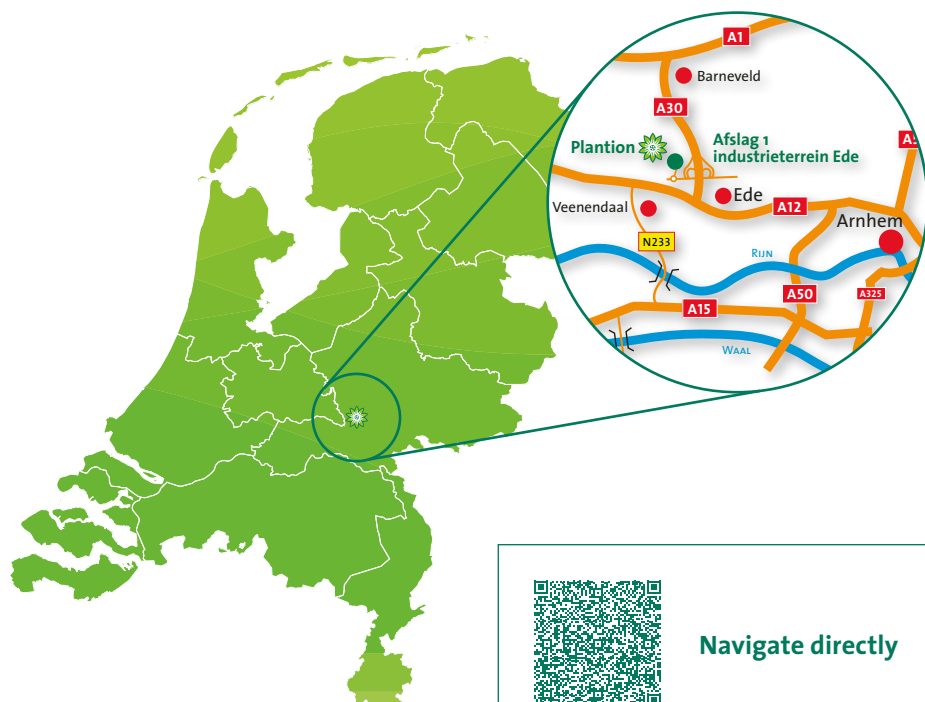 A1
Barneveld
A30
Plantion
Afslag 1
industrieterrein Ede
Ede
Veenendaal
A12
Arnhem
N233
RIJN
A50
A325
A15
WAAL
Navigate directly